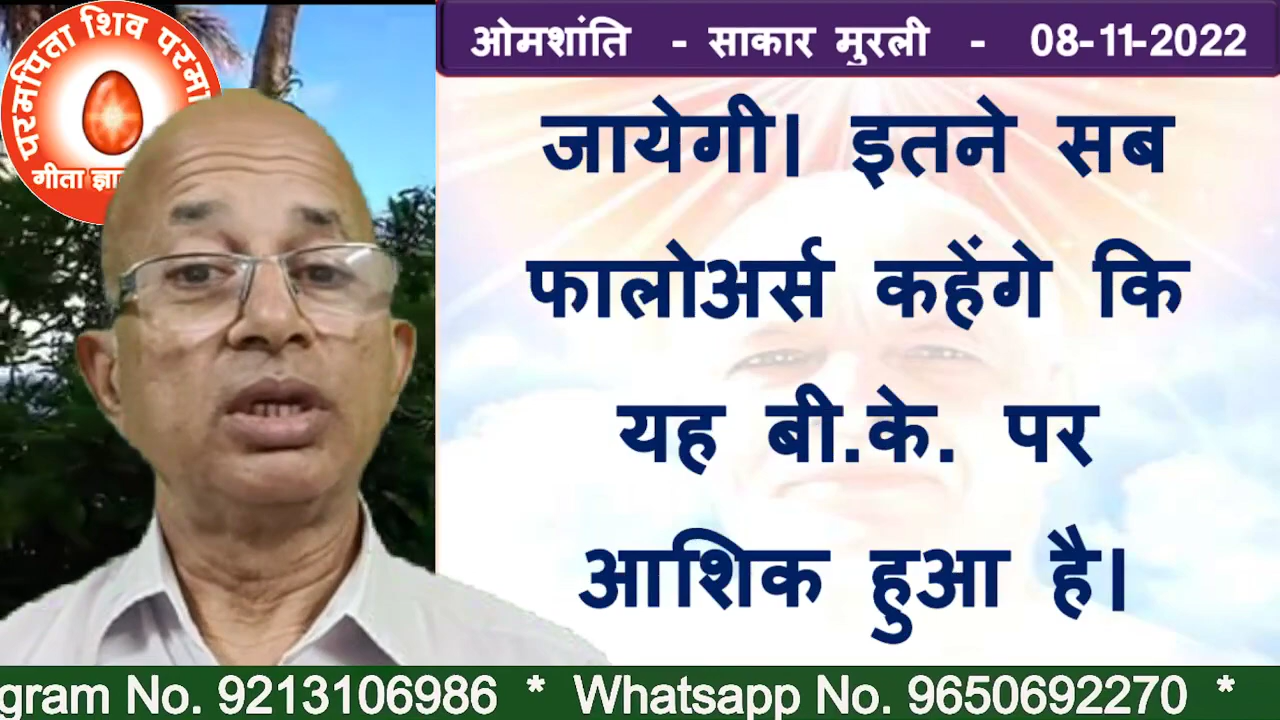 परमपिता शिव परमा
गीता ज्ञा
ओमशांति - साकार मुरली - 08-11-2022
जायेगी। इतने सब
फालोअर्स कहेंगे कि
यह बी.के. पर
आशिक हुआ है।
gram No. 9213106986 * Whatsapp No. 9650692270 *